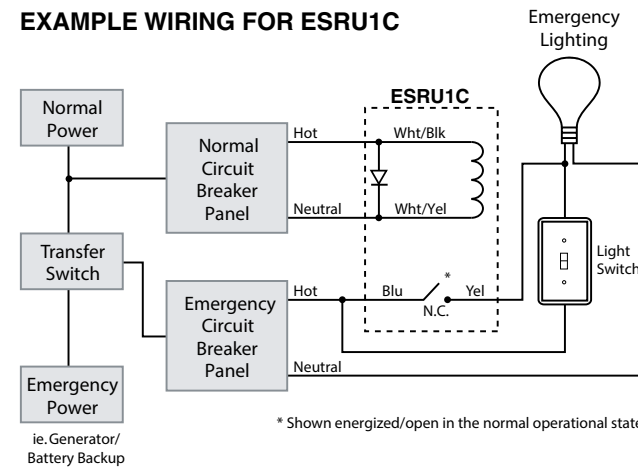 EXAMPLE WIRING FOR ESRU1C
Emergency
Lighting
ESRU1C
Normal
Power
Normal
Circuit
Breaker
Panel
Hot
Wht/Blk
Neutral
Wht/Yel
Transfer
Switch
Light
Switch
Emergency
Circuit
Breaker
Panel
Hot
Blu
*
Yel
N.C.
Neutral
Emergency
Power
ie. Generator/
Battery Backup
* Shown energized/open in the normal operational state